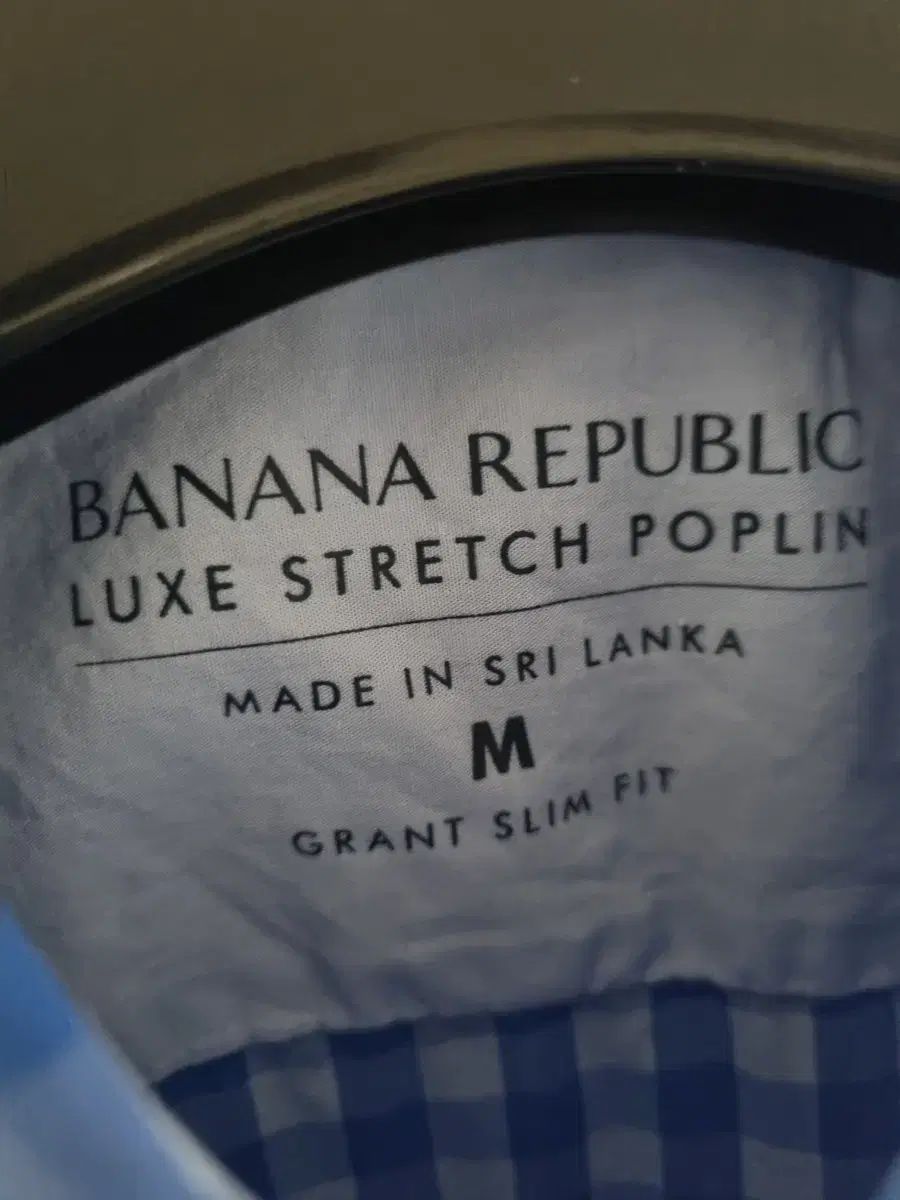 BANANA REPUBLIC
LUXE STRETCH POPLIN
MADE IN SRI LANKA
M
GRANT SLIM FIT